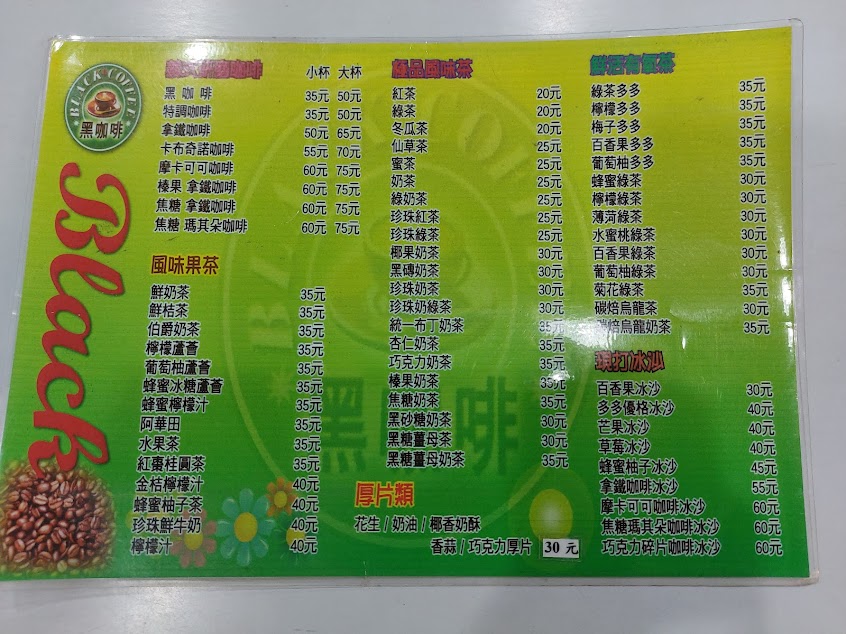 BLACK COFFEE
黑咖啡
Black
小杯 大杯
黑 咖 啡 35元 50元
特調咖啡 35元 50元
拿鐵咖啡 50元 65元
卡布奇諾咖啡 55元 70元
摩卡可可咖啡 60元 75元
榛果 拿鐵咖啡 60元 75元
焦糖 拿鐵咖啡 60元 75元
焦糖 瑪其朵咖啡 60元 75元
風味果茶
鮮奶茶 35元
鮮桔茶 35元
伯爵奶茶 35元
檸檬蘆薈 35元
葡萄柚蘆薈 35元
蜂蜜冰糖蘆薈 35元
蜂蜜檸檬汁 35元
阿華田 35元
水果茶 35元
紅棗桂圓茶 35元
金桔檸檬汁 40元
蜂蜜柚子茶 40元
珍珠鮮牛奶 40元
檸檬汁 40元
極品風味茶
紅茶 20元
綠茶 20元
冬瓜茶 20元
仙草茶 25元
蜜茶 25元
奶茶 25元
綠奶茶 25元
珍珠紅茶 25元
珍珠綠茶 25元
椰果奶茶 30元
黑磚奶茶 30元
珍珠奶茶 30元
珍珠奶綠茶 30元
統一布丁奶茶 35元
杏仁奶茶 35元
巧克力奶茶 35元
榛果奶茶 35元
焦糖奶茶 35元
黑砂糖奶茶 30元
黑糖薑母茶 30元
黑糖薑母奶茶 35元
厚片類
花生 / 奶油 / 椰香奶酥
香蒜 / 巧克力厚片 30 元
鮮活有氧茶
綠茶多多 35元
檸檬多多 35元
梅子多多 35元
百香果多多 35元
葡萄柚多多 35元
蜂蜜綠茶 30元
檸檬綠茶 30元
薄荷綠茶 30元
水蜜桃綠茶 30元
百香果綠茶 30元
葡萄柚綠茶 30元
菊花綠茶 35元
碳焙烏龍茶 30元
碳焙烏龍奶茶 35元
現打冰沙
百香果冰沙 30元
多多優格冰沙 40元
芒果冰沙 40元
草莓冰沙 40元
蜂蜜柚子冰沙 45元
拿鐵咖啡冰沙 55元
摩卡可可咖啡冰沙 60元
焦糖瑪其朵咖啡冰沙 60元
巧克力碎片咖啡冰沙 60元